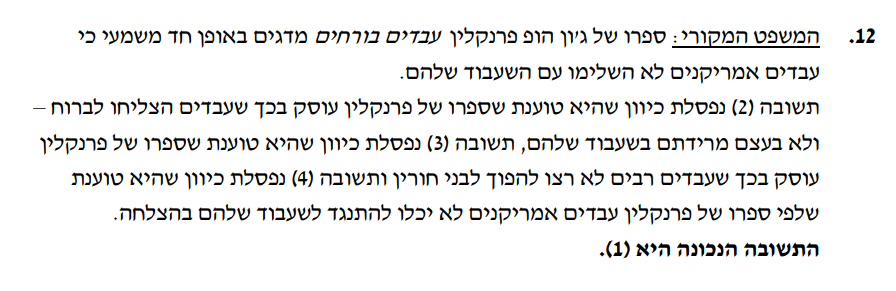 12. המשפט המקורי: ספרו של ג'ון הופ פרנקלין עבדים בורחים מדגים באופן חד משמעי כי
עבדים אמריקנים לא השלימו עם השעבוד שלהם.
תשובה (2) נפסלת כיוון שהיא טוענת שספרו של פרנקלין עוסק בכך שעבדים הצליחו לברוח –
ולא בעצם מרידתם בשעבוד שלהם, תשובה (3) נפסלת כיוון שהיא טוענת שספרו של פרנקלין
עוסק בכך שעבדים רבים לא רצו להפוך לבני חורין ותשובה (4) נפסלת כיוון שהיא טוענת
שלפי ספרו של פרנקלין עבדים אמריקנים לא יכלו להתנגד לשעבוד שלהם בהצלחה.
התשובה הנכונה היא (1).